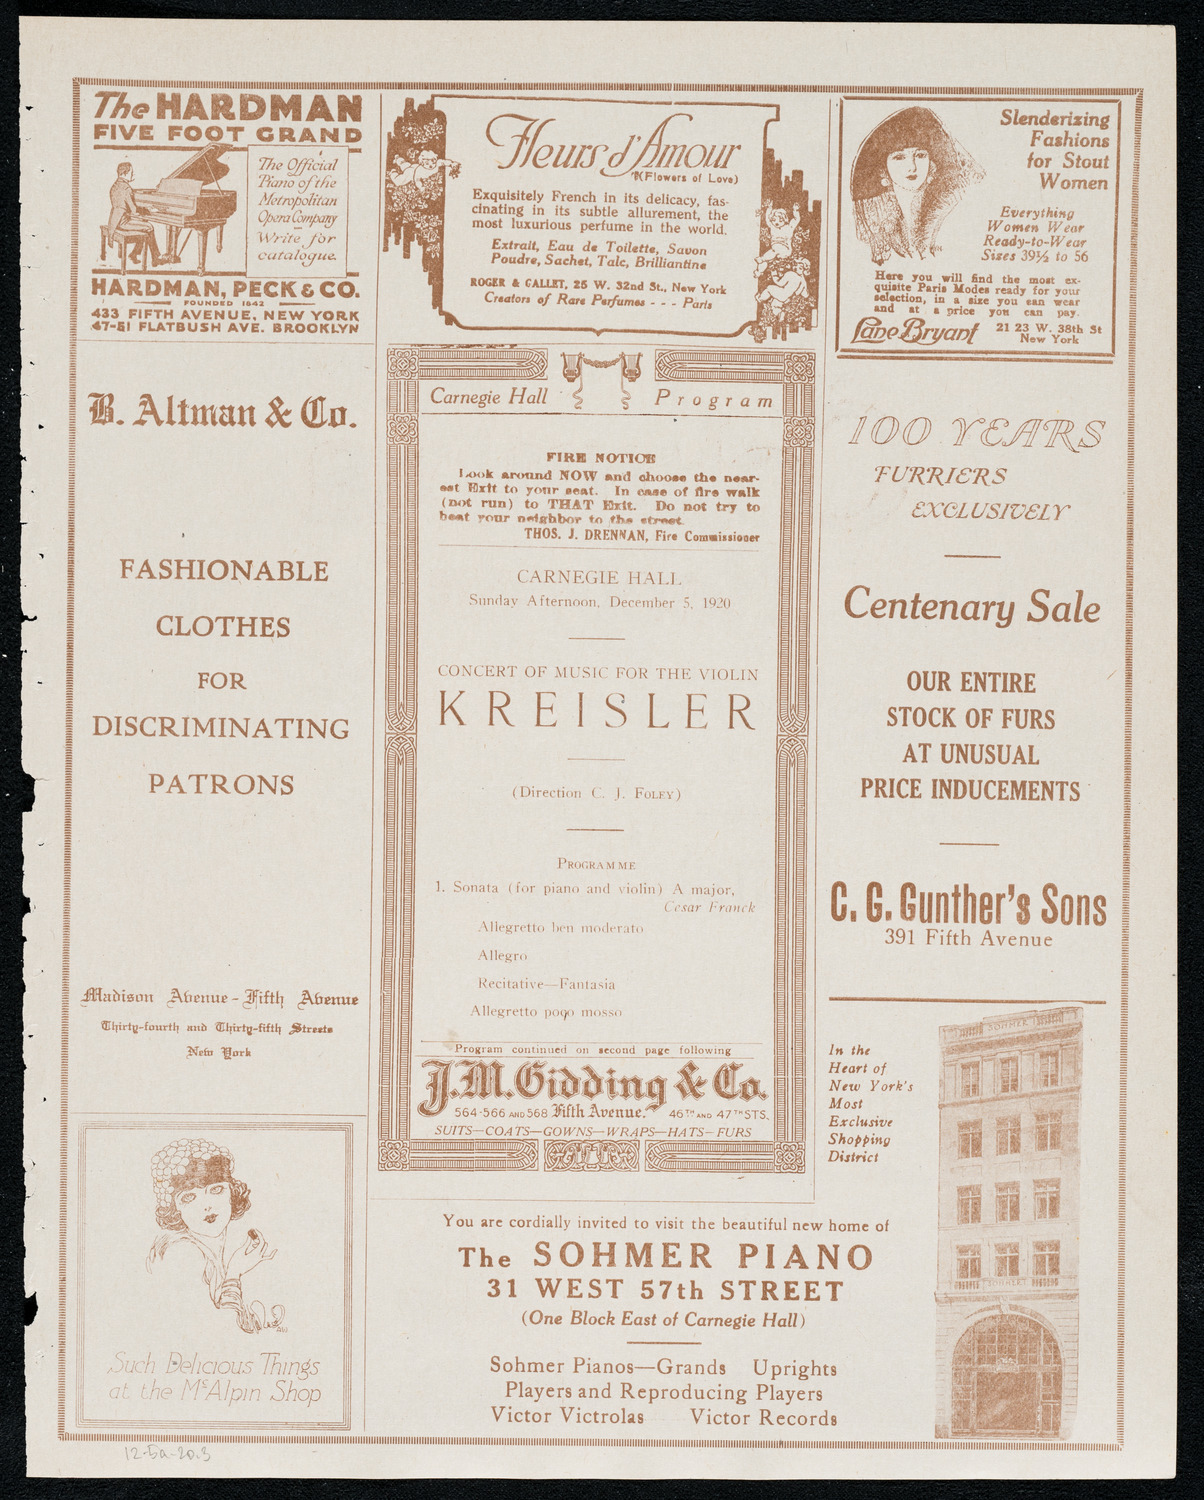 The HARDMAN
FIVE FOOT GRAND
The Official
Piano of the
Metropolitan
Opera Company
Write for
catalogue.
HARDMAN, PECK & CO.
FOUNDED 1842
433 FIFTH AVENUE, NEW YORK
47-51 FLATBUSH AVE. BROOKLYN
Fleurs d'Amour
(Flowers of Love)
Exquisitely French in its delicacy, fas-
cinating in its subtle allurement, the
most luxurious perfume in the world.
Extrait, Eau de Toilette, Savon
Poudre, Sachet, Talc, Brilliantine
ROGER & GALLET, 25 W. 32nd St., New York
Creators of Rare Perfumes - - - Paris
Slenderizing
Fashions
for Stout
Women
Everything
Women Wear
Ready-to-Wear
Sizes 39½ to 56
Here you will find the most ex-
quisite Paris Modes ready for your
selection, in a size you can wear
and at a price you can pay.
Lane Bryant
21 23 W. 38th St
New York
B. Altman & Co.
FASHIONABLE
CLOTHES
FOR
DISCRIMINATING
PATRONS
Madison Avenue - Fifth Avenue
Thirty-fourth and Thirty-fifth Streets
New York
Such Delicious Things
at the McAlpin Shop
Carnegie Hall Program
FIRE NOTICE
Look around NOW and choose the near-
est Exit to your seat. In case of fire walk
(not run) to THAT Exit. Do not try to
beat your neighbor to the street.
THOS. J. DRENNAN, Fire Commissioner
CARNEGIE HALL
Sunday Afternoon, December 5, 1920
CONCERT OF MUSIC FOR THE VIOLIN
KREISLER
(Direction C. J. FOLEY)
PROGRAMME
1. Sonata (for piano and violin) A major,
Cesar Franck
Allegretto ben moderato
Allegro
Recitative—Fantasia
Allegretto pogo mosso
Program continued on second page following
J.M. Gidding & Co.
564-566 AND 568 Fifth Avenue. 46TH AND 47TH STS.
SUITS—COATS—GOWNS—WRAPS—HATS—FURS
100 YEARS
FURRIERS
EXCLUSIVELY
Centenary Sale
OUR ENTIRE
STOCK OF FURS
AT UNUSUAL
PRICE INDUCEMENTS
C. G. Gunther's Sons
391 Fifth Avenue
In the
Heart of
New York's
Most
Exclusive
Shopping
District
SOHMER
SOHMER
You are cordially invited to visit the beautiful new home of
The SOHMER PIANO
31 WEST 57th STREET
(One Block East of Carnegie Hall)
Sohmer Pianos—Grands Uprights
Players and Reproducing Players
Victor Victrolas Victor Records
12-5a-20.3